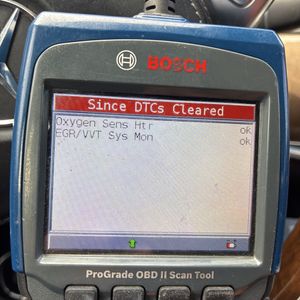 BOSCH
Since DTCs Cleared
Oxygen Sens Htr ok
EGR/VVT Sys Mon ok
ProGrade OBD II Scan Tool